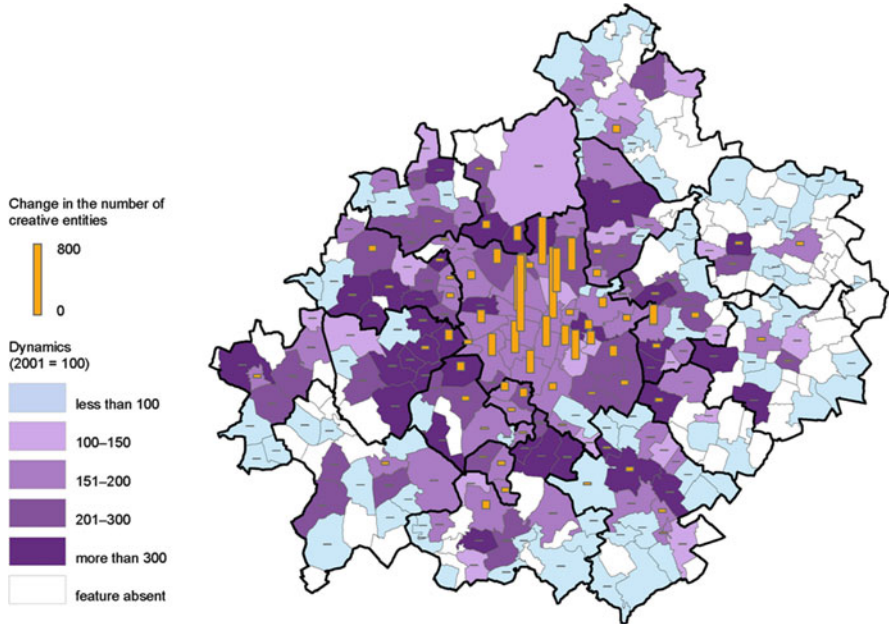 Change in the number of
creative entities
800
0
Dynamics
(2001 = 100)
less than 100
100–150
151–200
201–300
more than 300
feature absent